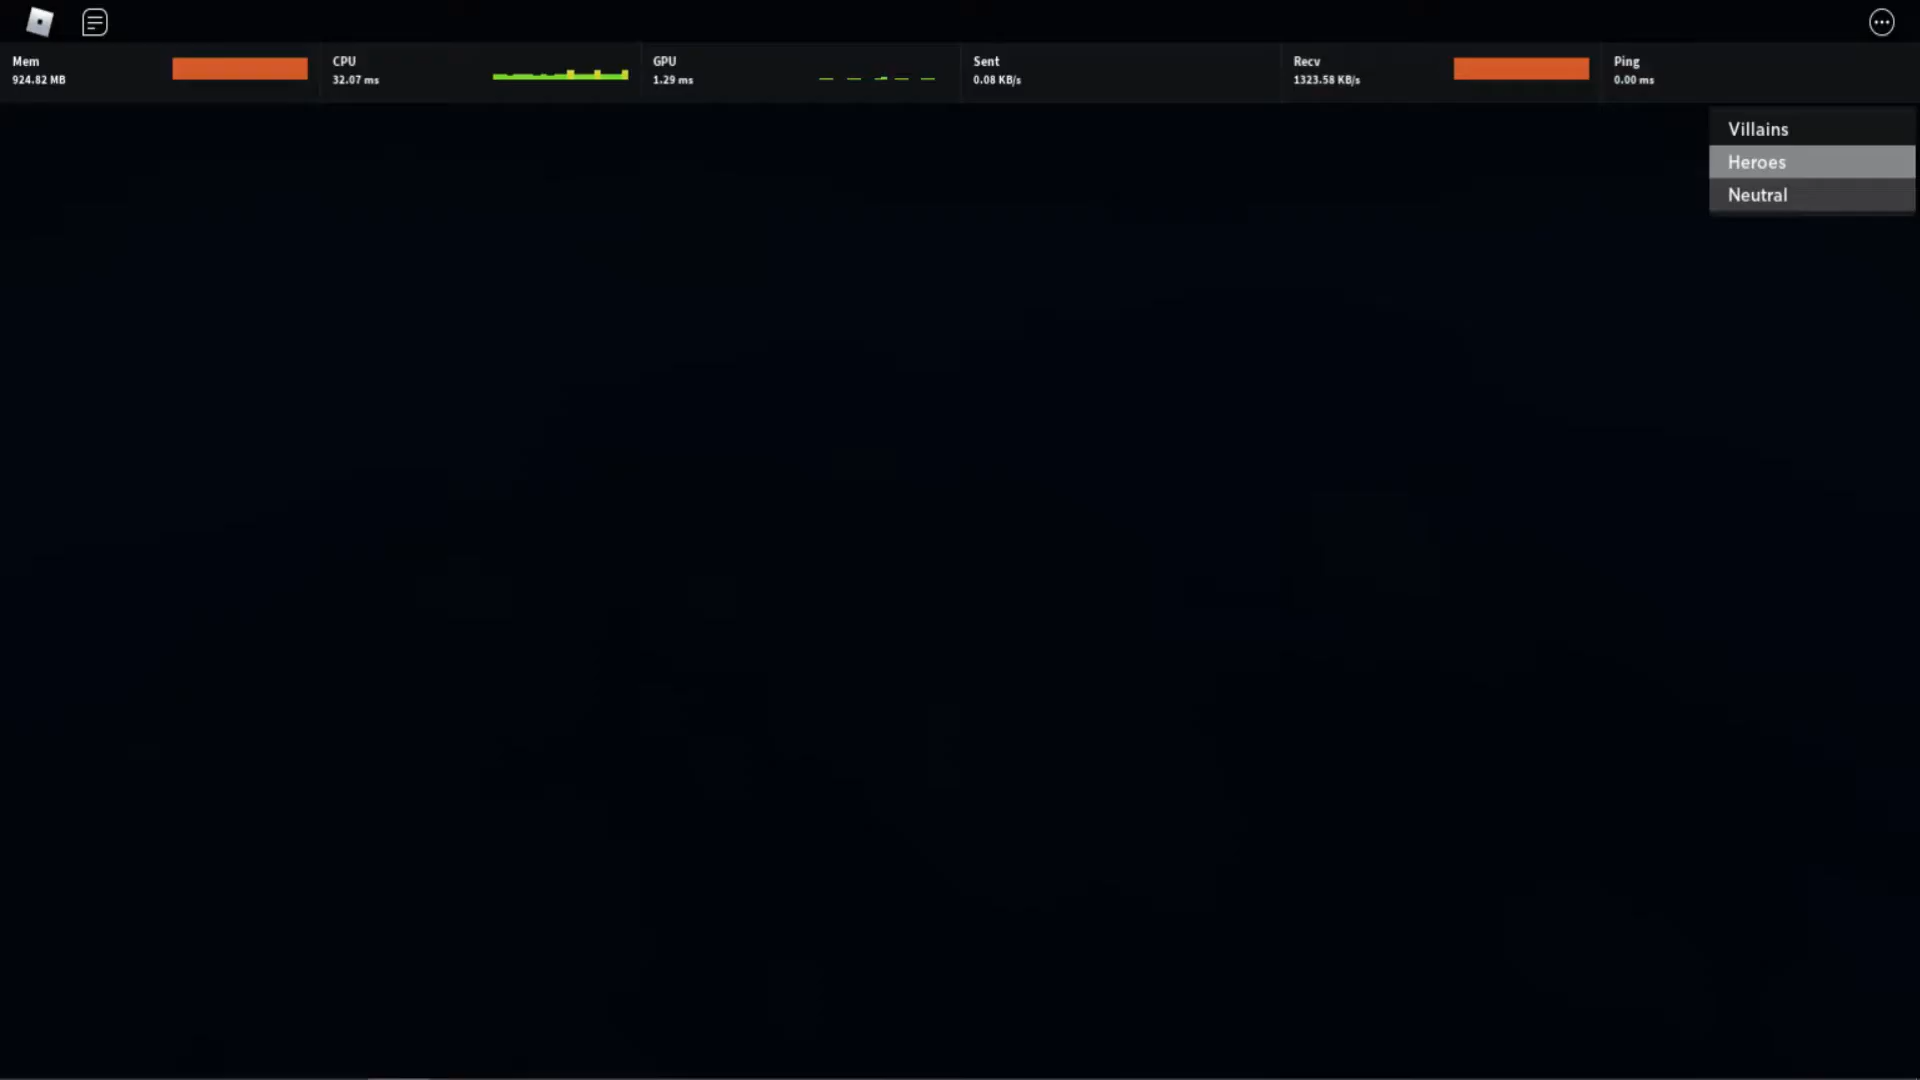 Mem
924.82 MB
CPU
32.07 ms
GPU
1.29 ms
Sent
0.08 KB/s
Recv
1323.58 KB/s
Ping
0.00 ms
Villains
Heroes
Neutral